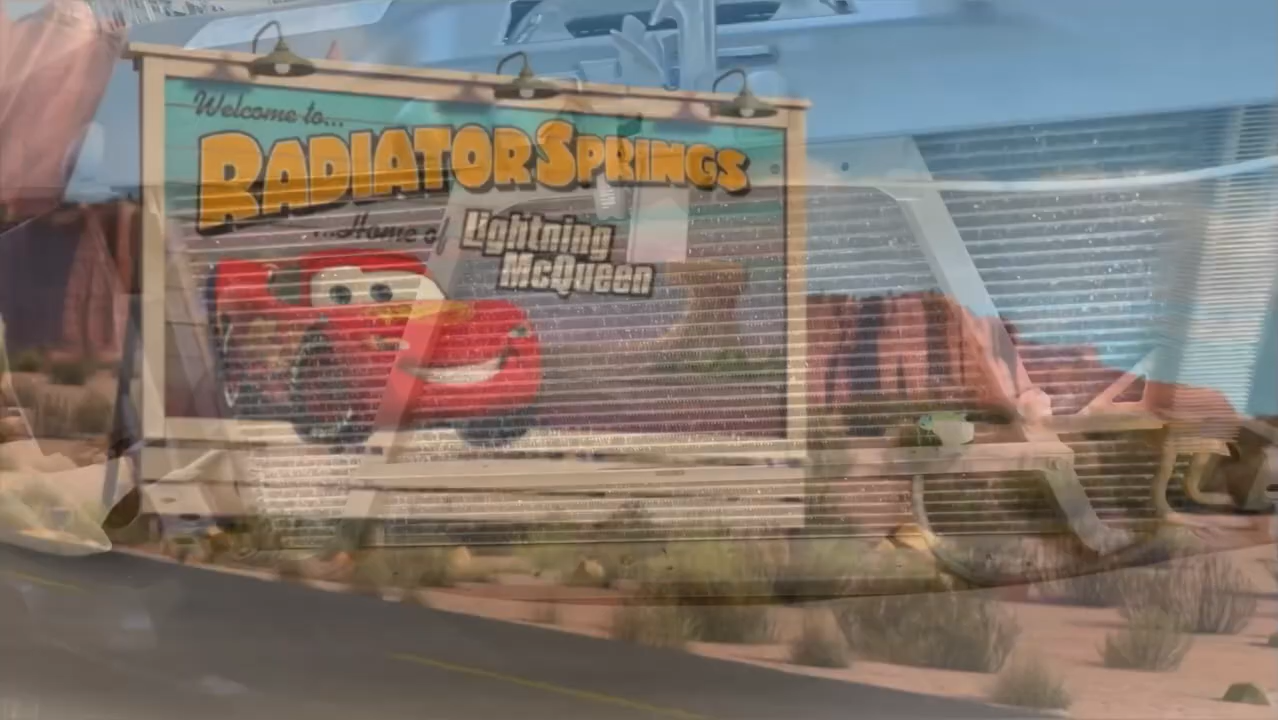 Welcome to...
RADIATOR SPRINGS
...Home of
Lightning
McQueen